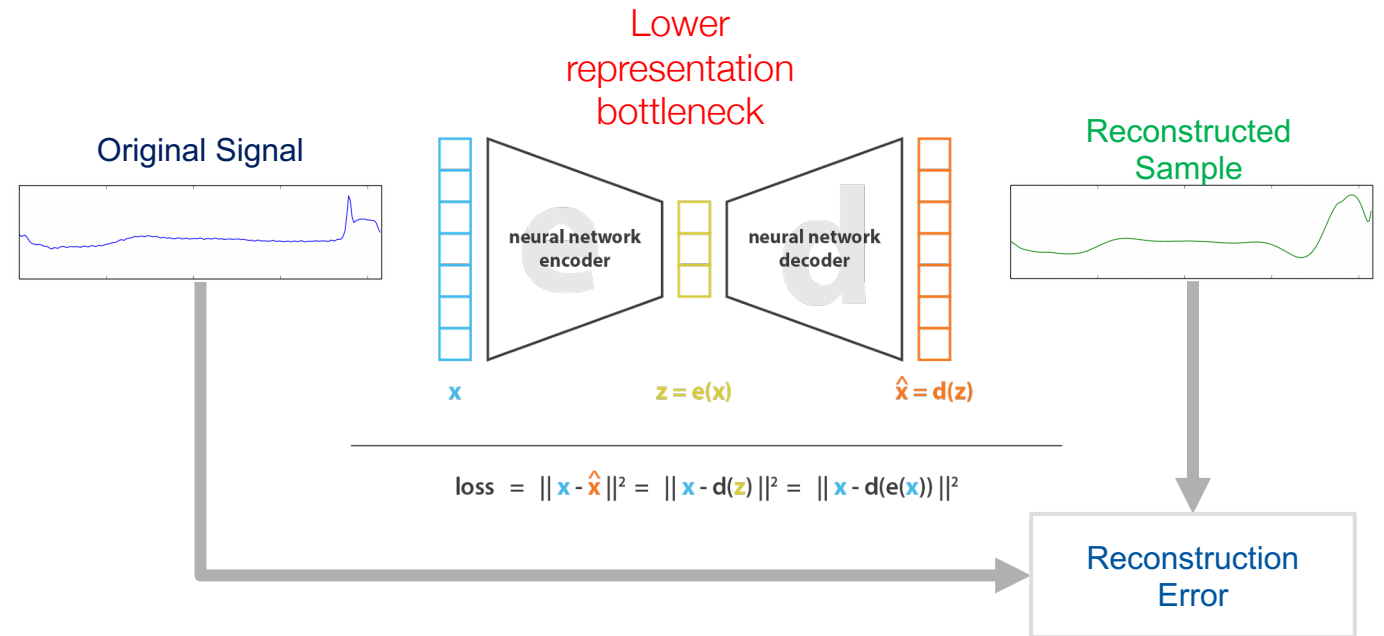 Lower
representation
bottleneck
Original Signal
Reconstructed
Sample
e
neural network
encoder
d
neural network
decoder
x
z = e(x)
x̂ = d(z)
loss = || x - x̂ ||² = || x - d(z) ||² = || x - d(e(x)) ||²
Reconstruction
Error